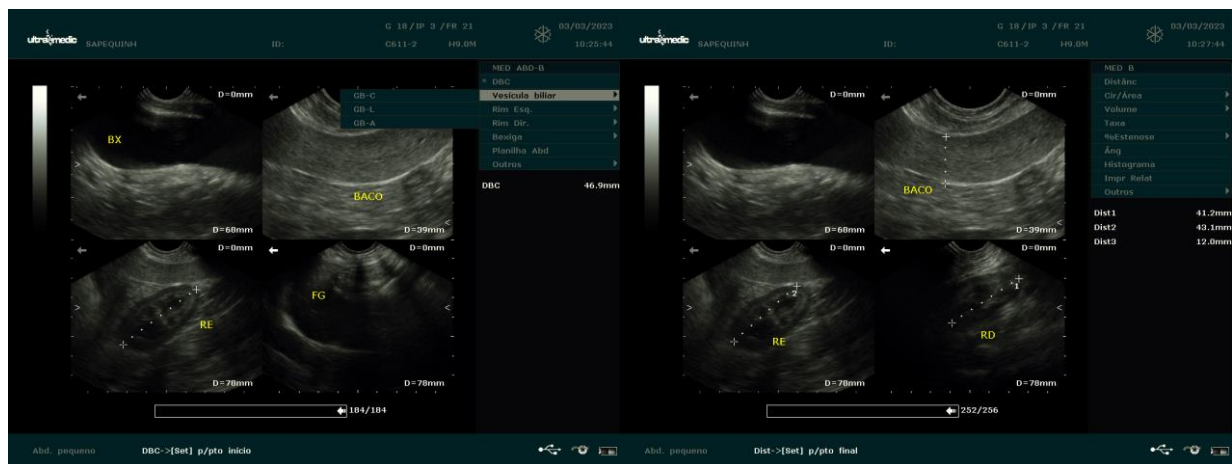 ultramedic SAPEQUINH ID: G 18/IP 3 /FR 21 C611-2 H9.0M 03/03/2023 10:25:44
MED ABD-B
* DBC
Vesícula biliar
Rim Esq.
Rim Dir.
Bexiga
Planilha Abd
Outros
GB-C
GB-L
GB-A
DBC 46.9mm
D=0mm
BX
D=68mm
BACO
D=39mm
D=0mm
RE
D=78mm
D=0mm
FG
D=78mm
184/184
Abd. pequeno DBC->[Set] p/pto início
ultramedic SAPEQUINH ID: G 18/IP 3 /FR 21 C611-2 H9.0M 03/03/2023 10:27:44
MED B
Distânc
Cir/Área
Volume
Taxa
%Estenose
Âng
Histograma
Impr Relat
Outros
Dist1 41.2mm
Dist2 43.1mm
Dist3 12.0mm
D=0mm
D=68mm
D=0mm
BACO
D=39mm
D=0mm
2
RE
D=78mm
D=0mm
1
RD
D=78mm
252/256
Abd. pequeno Dist->[Set] p/pto final